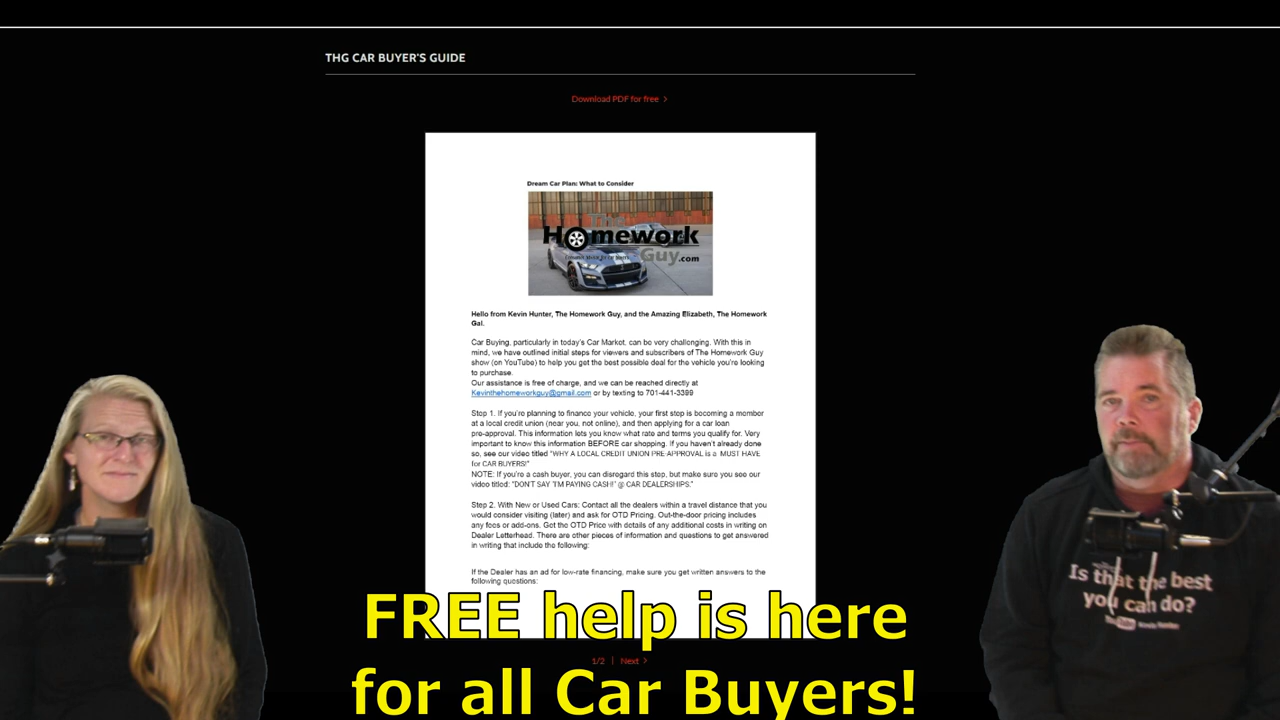 THG CAR BUYER'S GUIDE
Download PDF for free >
Dream Car Plan: What to Consider
The
Homework
Guy.com
Hello from Kevin Hunter, The Homework Guy, and the Amazing Elizabeth, The Homework
Gal.
Car Buying, particularly in today's Car Market, can be very challenging. With this in
mind, we have outlined initial steps for viewers and subscribers of The Homework Guy
show (on YouTube) to help you get the best possible deal for the vehicle you're looking
to purchase.
Our assistance is free of charge, and we can be reached directly at
Kevinthehomeworkguy@gmail.com or by texting to 701-441-3399
Step 1. If you're planning to finance your vehicle, your first step is becoming a member
at a local credit union (near you, not online), and then applying for a car loan
pre-approval. This information lets you know what rate and terms you qualify for. Very
important to know this information BEFORE car shopping. If you haven't already done
so, see our video titled "WHY A LOCAL CREDIT UNION PRE-APPROVAL is a MUST HAVE
for CAR BUYERS!"
NOTE: If you're a cash buyer, you can disregard this step, but make sure you see our
video titled: "DON'T SAY 'I'M PAYING CASH!' @ CAR DEALERSHIPS."
Step 2. With New or Used Cars: Contact all the dealers within a travel distance that you
would consider visiting (later) and ask for OTD Pricing. Out-the-door pricing includes
any fees or add-ons. Get the OTD Price with details of any additional costs in writing on
Dealer Letterhead. There are other pieces of information and questions to get answered
in writing that include the following:
If the Dealer has an ad for low-rate financing, make sure you get written answers to the
following questions:
FREE help is here
1/2 | Next >
for all Car Buyers!
Is that the best
you can do?
YouTube Kevin Hunter